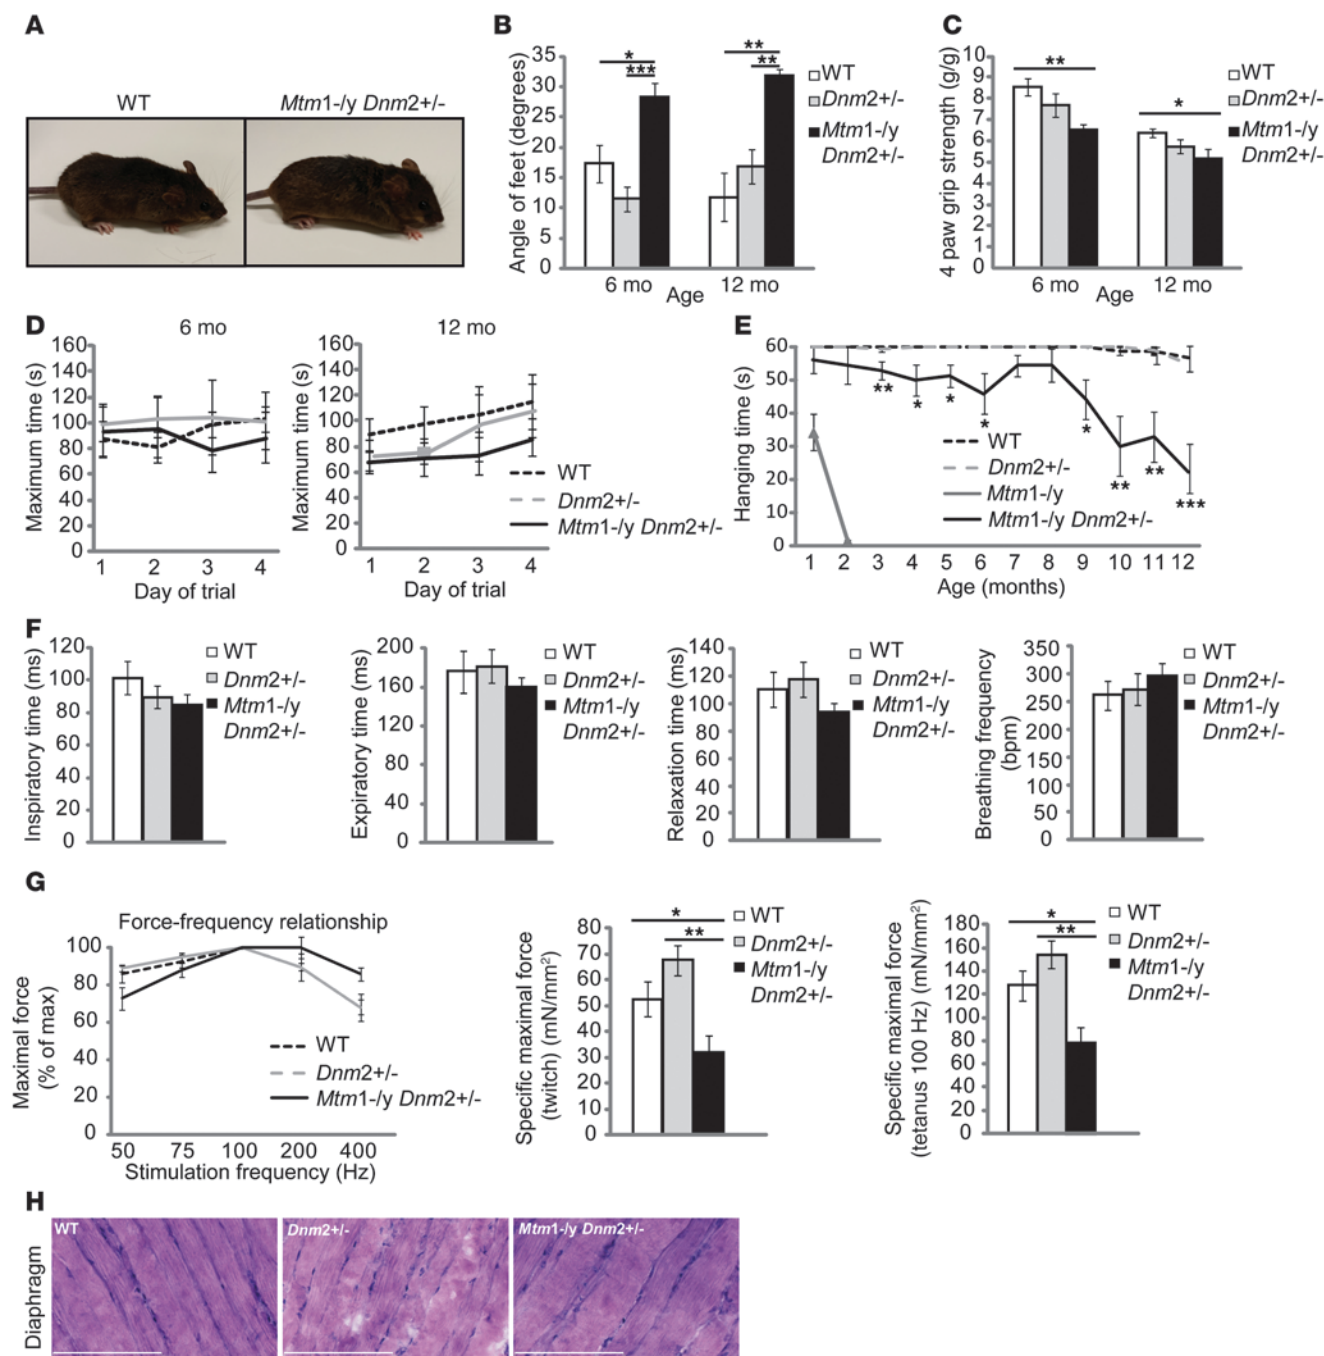 A
WT
Mtm1-/y Dnm2+/-
B
Angle of feet (degrees)
35
30
25
20
15
10
5
0
* ** *** **
6 mo
12 mo
Age
WT
Dnm2+/-
Mtm1-/y
Dnm2+/-
C
4 paw grip strength (g/g)
10
9
8
7
6
5
4
3
2
1
0
** *
6 mo
12 mo
Age
WT
Dnm2+/-
Mtm1-/y
Dnm2+/-
D
6 mo
Maximum time (s)
160
140
120
100
80
60
40
20
0
1 2 3 4
Day of trial
12 mo
Maximum time (s)
160
140
120
100
80
60
40
20
0
1 2 3 4
Day of trial
WT
Dnm2+/-
Mtm1-/y Dnm2+/-
E
Hanging time (s)
60
50
40
30
20
10
0
** * * * * ** ** ***
WT
Dnm2+/-
Mtm1-/y
Mtm1-/y Dnm2+/-
1 2 3 4 5 6 7 8 9 10 11 12
Age (months)
F
Inspiratory time (ms)
120
100
80
60
40
20
0
WT
Dnm2+/-
Mtm1-/y
Dnm2+/-
Expiratory time (ms)
200
160
120
80
40
0
WT
Dnm2+/-
Mtm1-/y
Dnm2+/-
Relaxation time (ms)
140
120
100
80
60
40
20
0
WT
Dnm2+/-
Mtm1-/y
Dnm2+/-
Breathing frequency
(bpm)
350
300
250
200
150
100
50
0
WT
Dnm2+/-
Mtm1-/y
Dnm2+/-
G
Force-frequency relationship
Maximal force
(% of max)
100
80
60
40
20
0
WT
Dnm2+/-
Mtm1-/y Dnm2+/-
50 75 100 200 400
Stimulation frequency (Hz)
Specific maximal force
(twitch) (mN/mm²)
80
70
60
50
40
30
20
10
0
*
**
WT
Dnm2+/-
Mtm1-/y
Dnm2+/-
Specific maximal force
(tetanus 100 Hz) (mN/mm²)
180
160
140
120
100
80
60
40
20
0
*
**
WT
Dnm2+/-
Mtm1-/y
Dnm2+/-
H
Diaphragm
WT
Dnm2+/-
Mtm1-/y Dnm2+/-